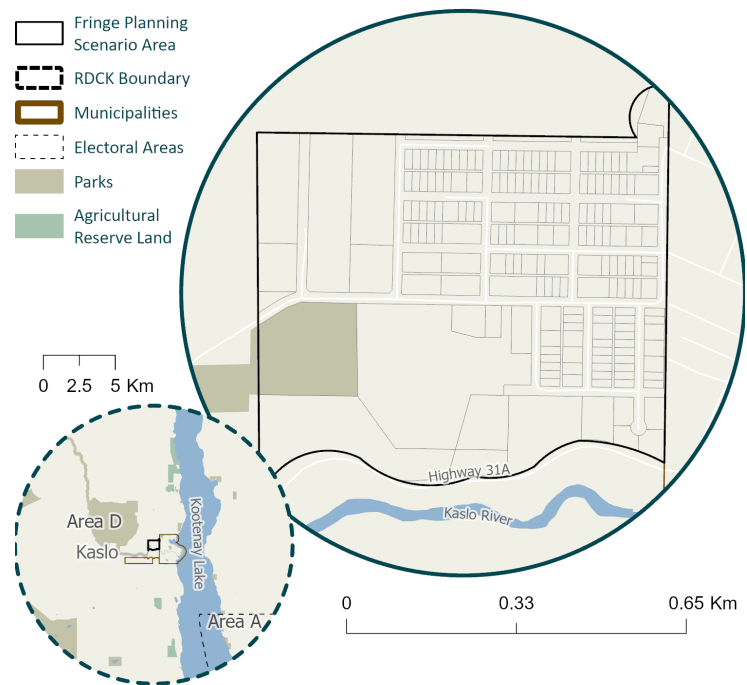 Fringe Planning
Scenario Area
RDCK Boundary
Municipalities
Electoral Areas
Parks
Agricultural
Reserve Land
0 2.5 5 Km
Highway 31A
Kaslo River
Area D
Kaslo
Kootenay Lake
Area A
0 0.33 0.65 Km